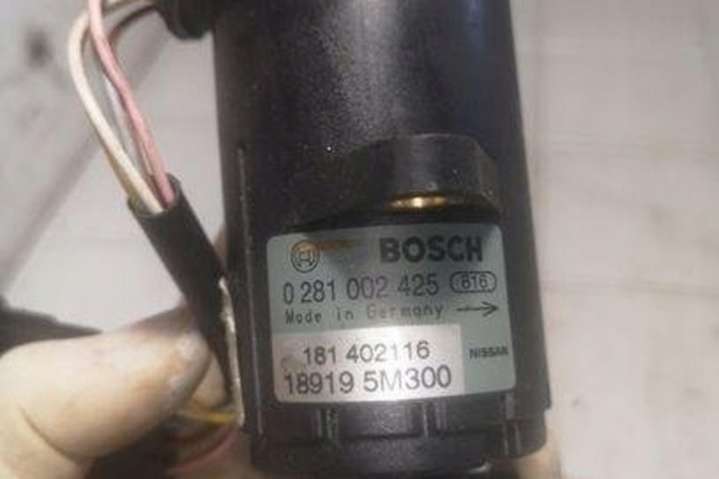 BOSCH
0 281 002 425 816
Made in Germany
181 402116 NISSAN
18919 5M300